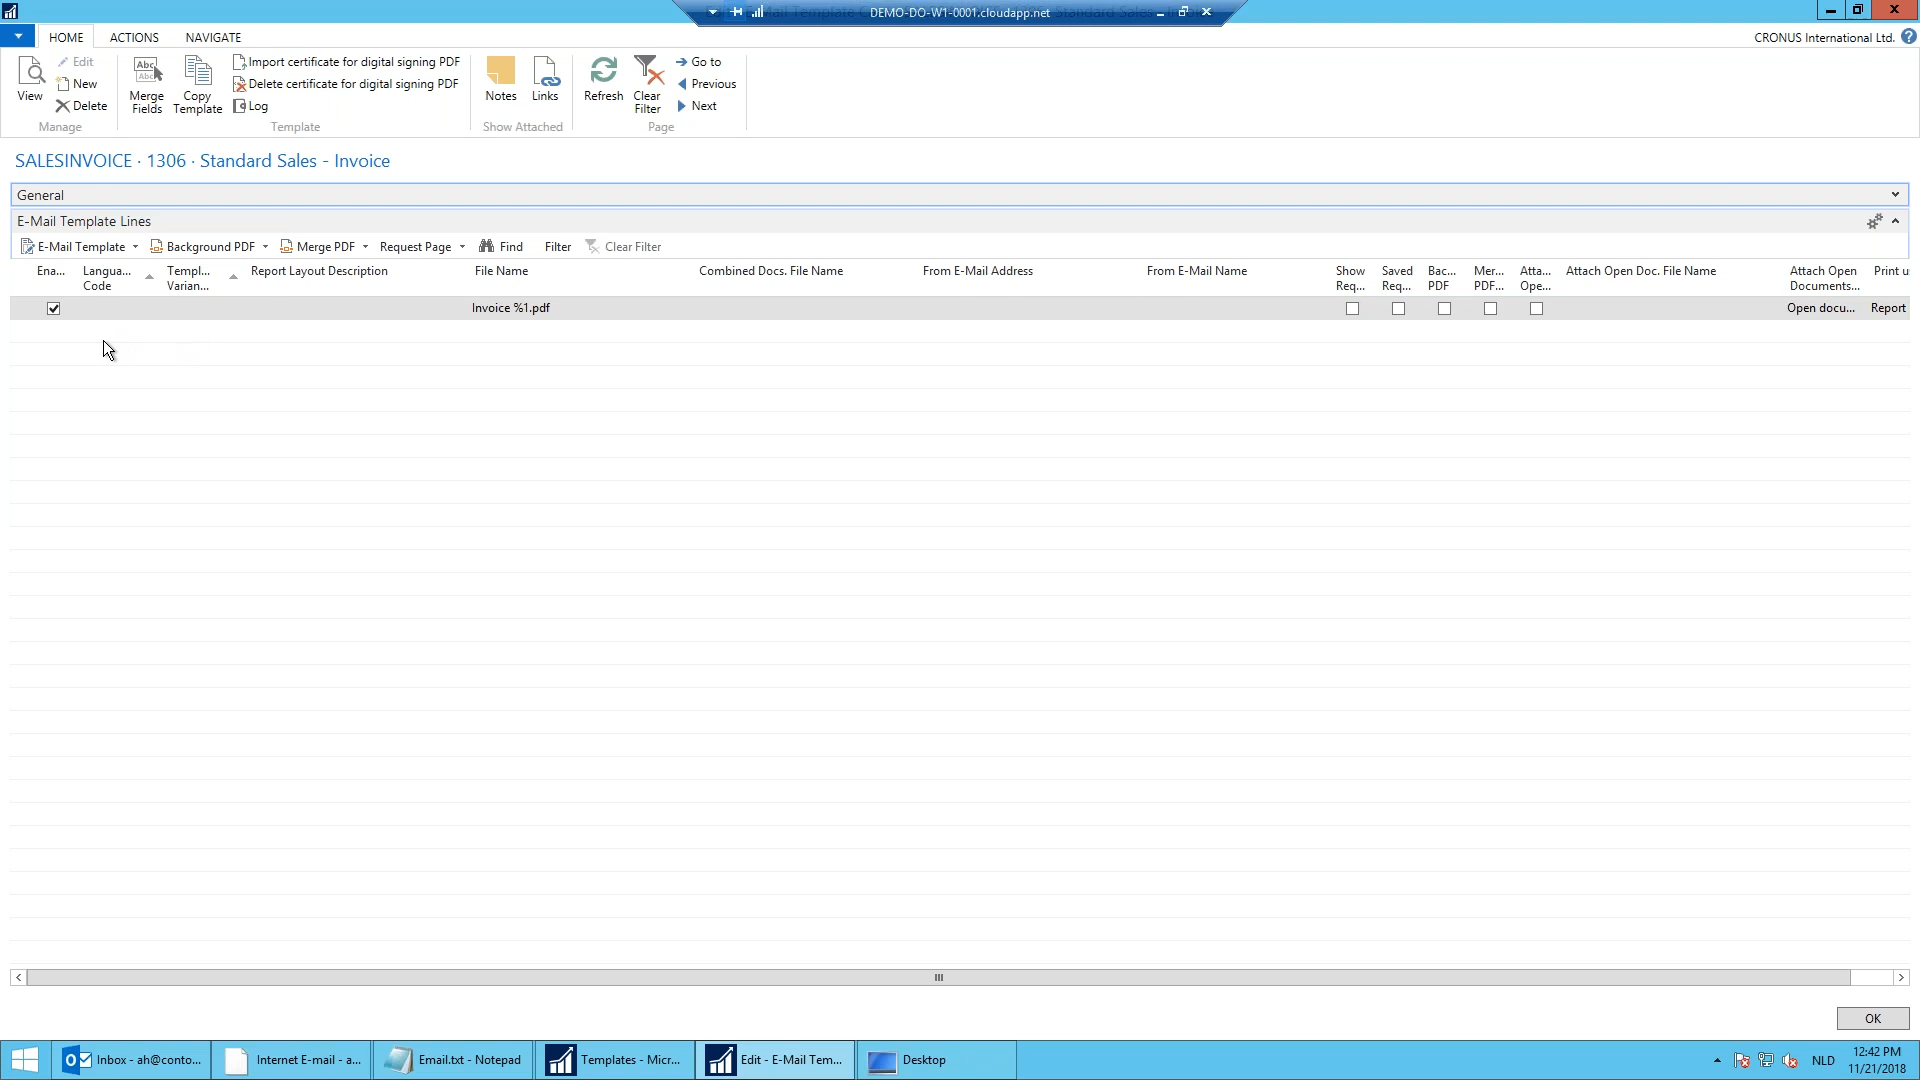 DEMO-DO-W1-0001.cloudapp.net
HOME
ACTIONS
NAVIGATE
CRONUS International Ltd.
View
Edit
New
Delete
Manage
Merge Fields
Copy Template
Import certificate for digital signing PDF
Delete certificate for digital signing PDF
Log
Template
Notes
Links
Show Attached
Refresh
Clear Filter
Go to
Previous
Next
Page
SALESINVOICE · 1306 · Standard Sales - Invoice
General
E-Mail Template Lines
E-Mail Template
Background PDF
Merge PDF
Request Page
Find
Filter
Clear Filter
Ena...
Langua... Code
Templ... Varian...
Report Layout Description
File Name
Combined Docs. File Name
From E-Mail Address
From E-Mail Name
Show Req...
Saved Req...
Bac... PDF
Mer... PDF...
Atta... Ope...
Attach Open Doc. File Name
Attach Open Documents...
Print u
Invoice %1.pdf
Open docu...
Report
OK
Inbox - ah@conto...
Internet E-mail - a...
Email.txt - Notepad
Templates - Micr...
Edit - E-Mail Tem...
Desktop
NLD
12:42 PM
11/21/2018